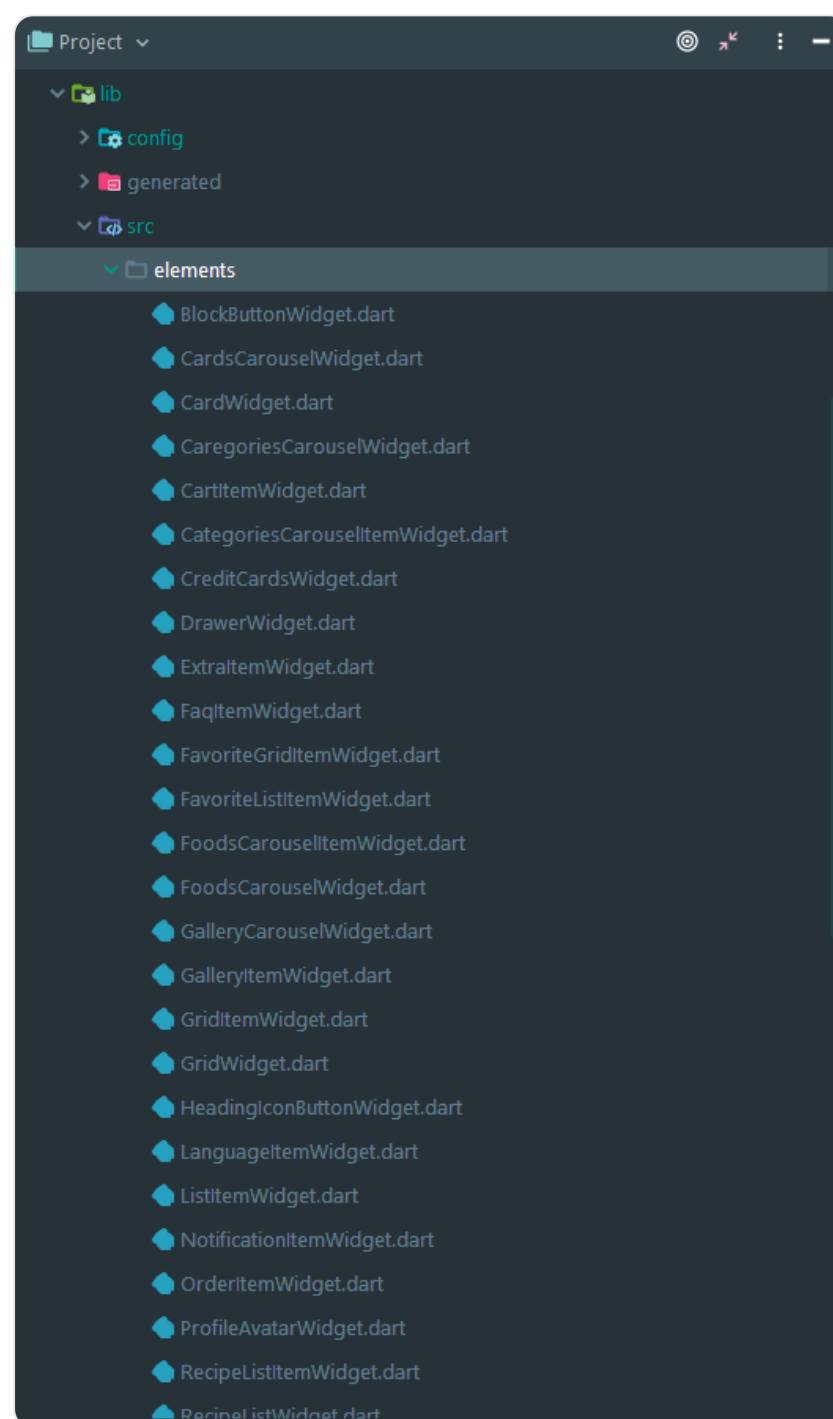 Project
lib
config
generated
src
elements
BlockButtonWidget.dart
CardsCarouselWidget.dart
CardWidget.dart
CaregoriesCarouselWidget.dart
CartItemWidget.dart
CategoriesCarouselItemWidget.dart
CreditCardsWidget.dart
DrawerWidget.dart
ExtraItemWidget.dart
FaqItemWidget.dart
FavoriteGridItemWidget.dart
FavoriteListItemWidget.dart
FoodsCarouselItemWidget.dart
FoodsCarouselWidget.dart
GalleryCarouselWidget.dart
GalleryItemWidget.dart
GridItemWidget.dart
GridWidget.dart
HeadingIconButtonWidget.dart
LanguageItemWidget.dart
ListItemWidget.dart
NotificationItemWidget.dart
OrderItemWidget.dart
ProfileAvatarWidget.dart
RecipeListItemWidget.dart
RecipeListWidget.dart